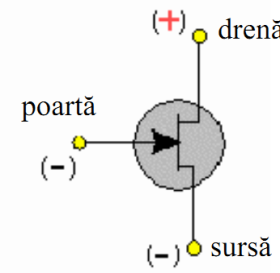 (+) drenă
poartă
(-)
(-) sursă